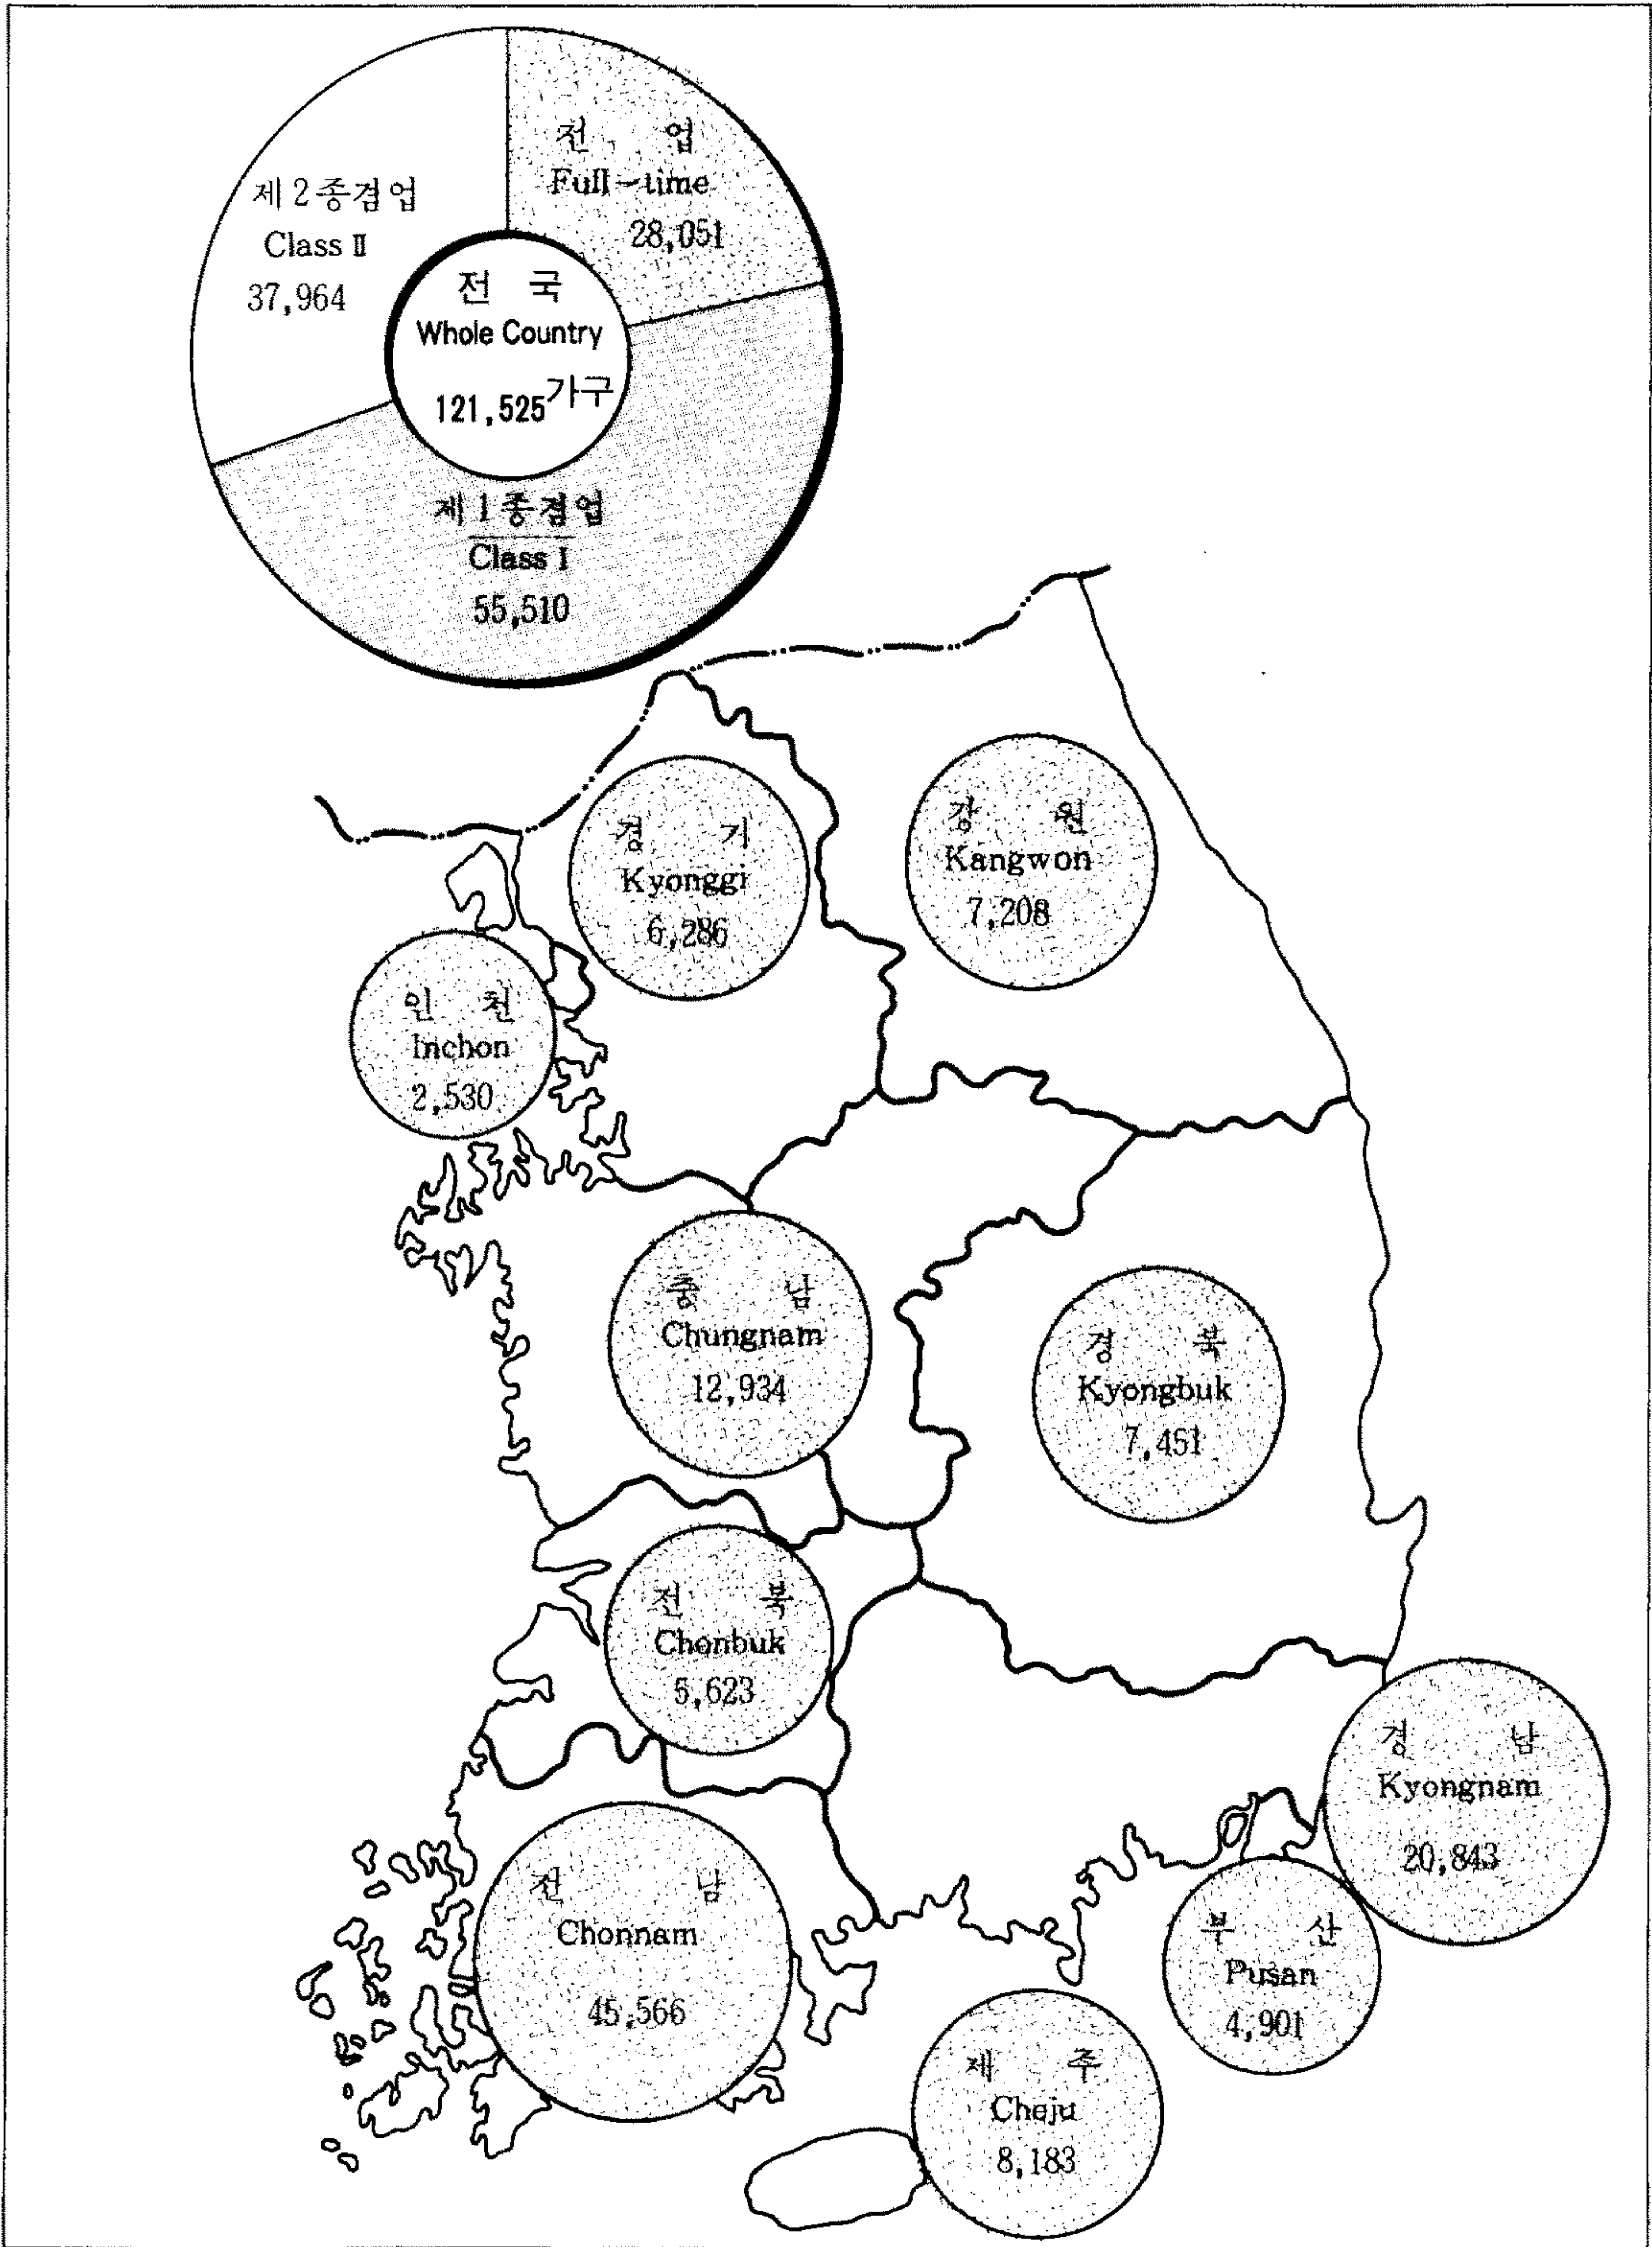 전 업
Full-time
28,051
제2종겸업
Class Ⅱ
37,964
전 국
Whole Country
121,525가구
제1종겸업
Class Ⅰ
55,510
경 기
Kyonggi
6,286
강 원
Kangwon
7,208
인 천
Inchon
2,530
충 남
Chungnam
12,934
경 북
Kyongbuk
7,451
전 북
Chonbuk
5,623
경 남
Kyongnam
20,843
전 남
Chonnam
45,566
부 산
Pusan
4,901
제 주
Cheju
8,183